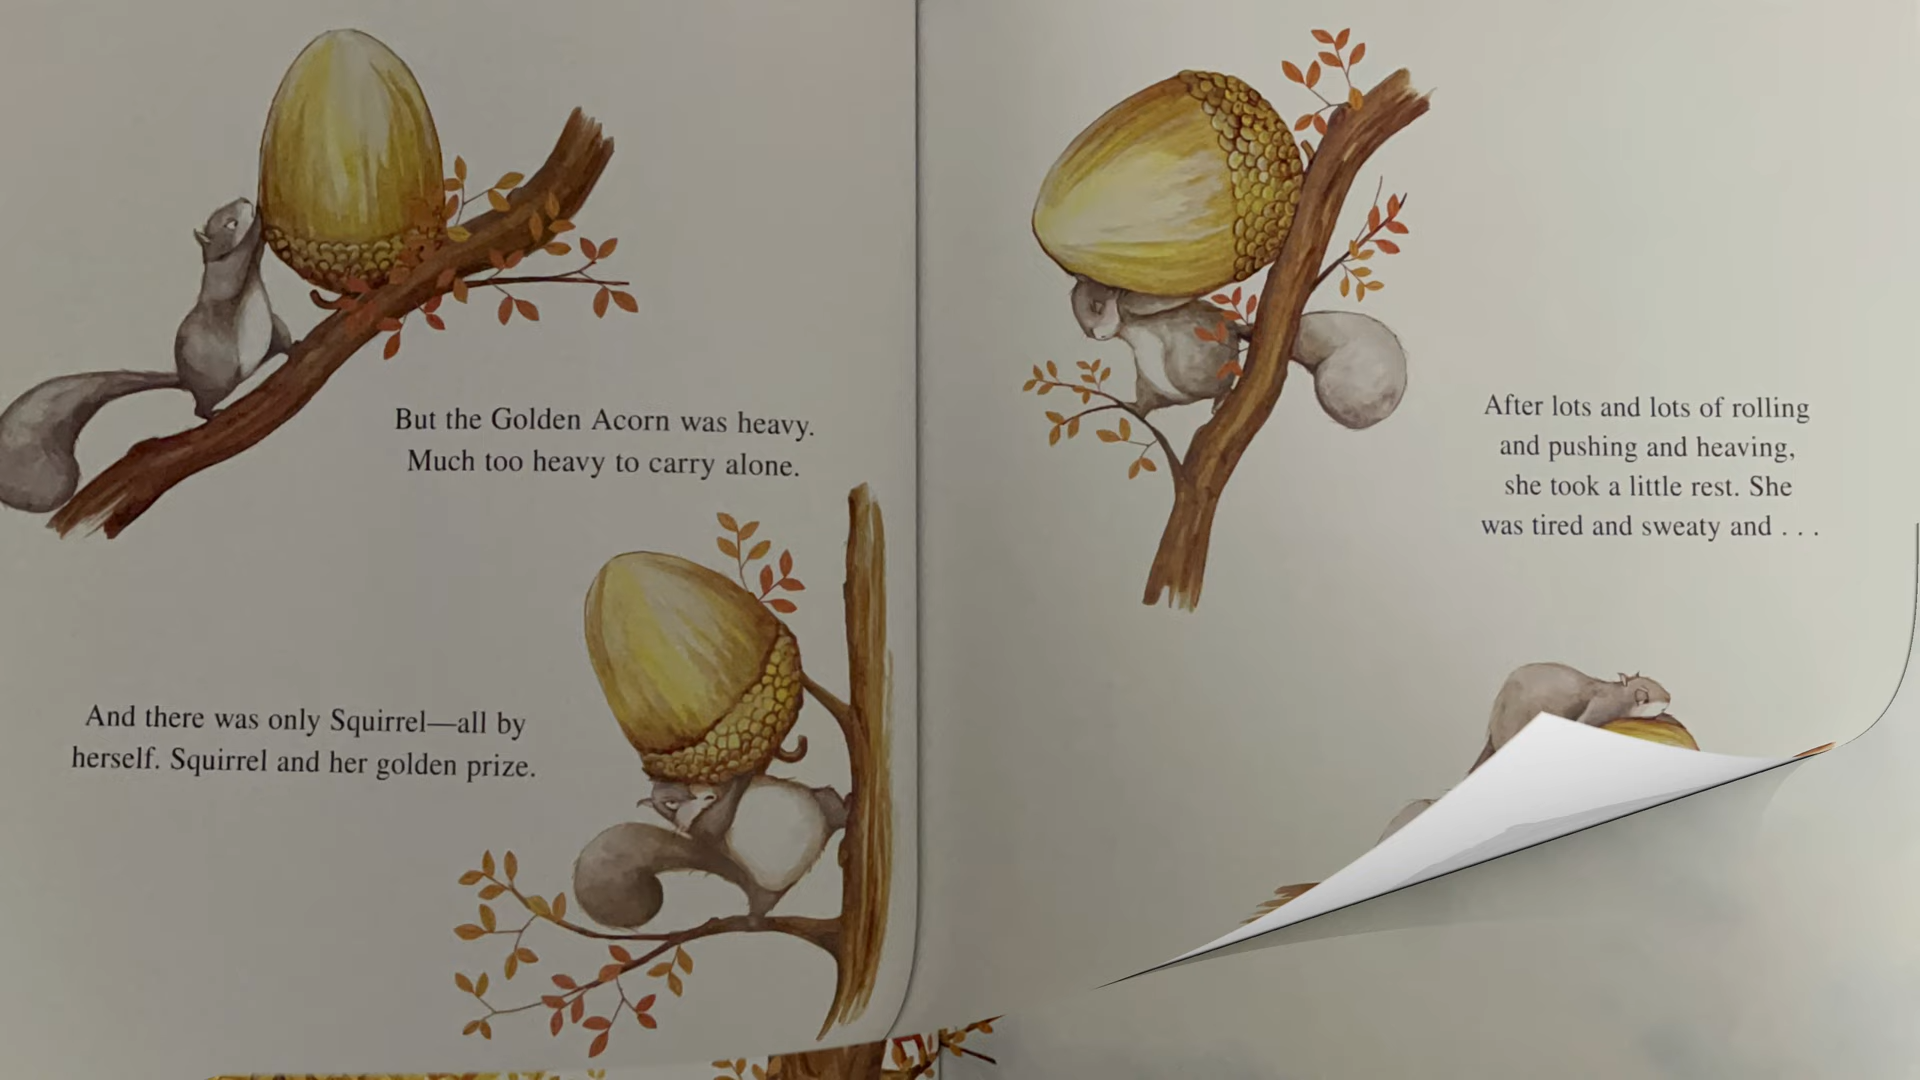 But the Golden Acorn was heavy.
Much too heavy to carry alone.
And there was only Squirrel—all by
herself. Squirrel and her golden prize.
After lots and lots of rolling
and pushing and heaving,
she took a little rest. She
was tired and sweaty and . . .